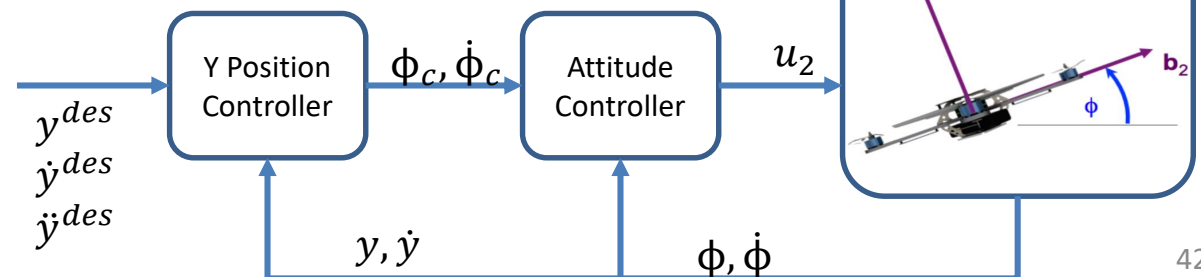 Y Position
Controller
ϕ_c, ϕ̇_c
Attitude
Controller
u_2
b_2
ϕ
y^{des}
ẏ^{des}
ÿ^{des}
y, ẏ
ϕ, ϕ̇
42